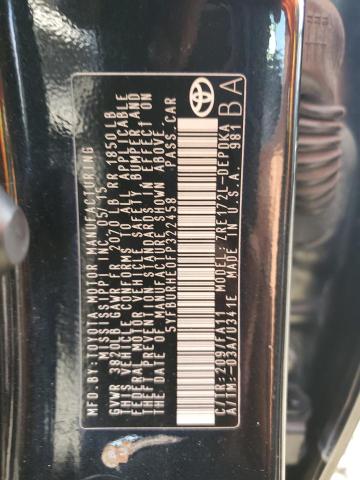 MFD.BY:TOYOTA MOTOR MANUFACTURING
MISSISSIPPI INC. 05/15
GVWR 3820LB GAWR FR 2070 LB RR 1850LB
THIS VEHICLE CONFORMS TO ALL APPLICABLE
FEDERAL MOTOR VEHICLE SAFETY, BUMPER, AND
THEFT PREVENTION STANDARDS IN EFFECT ON
THE DATE OF MANUFACTURE SHOWN ABOVE.
5YFBURHE0FP322458 PASS.CAR
C/TR: 209/FA11 MODEL: ZRE172L-DEPDKA
A/TM:-03A/U341E MADE IN U.S.A. 981
BA
TOYOTA